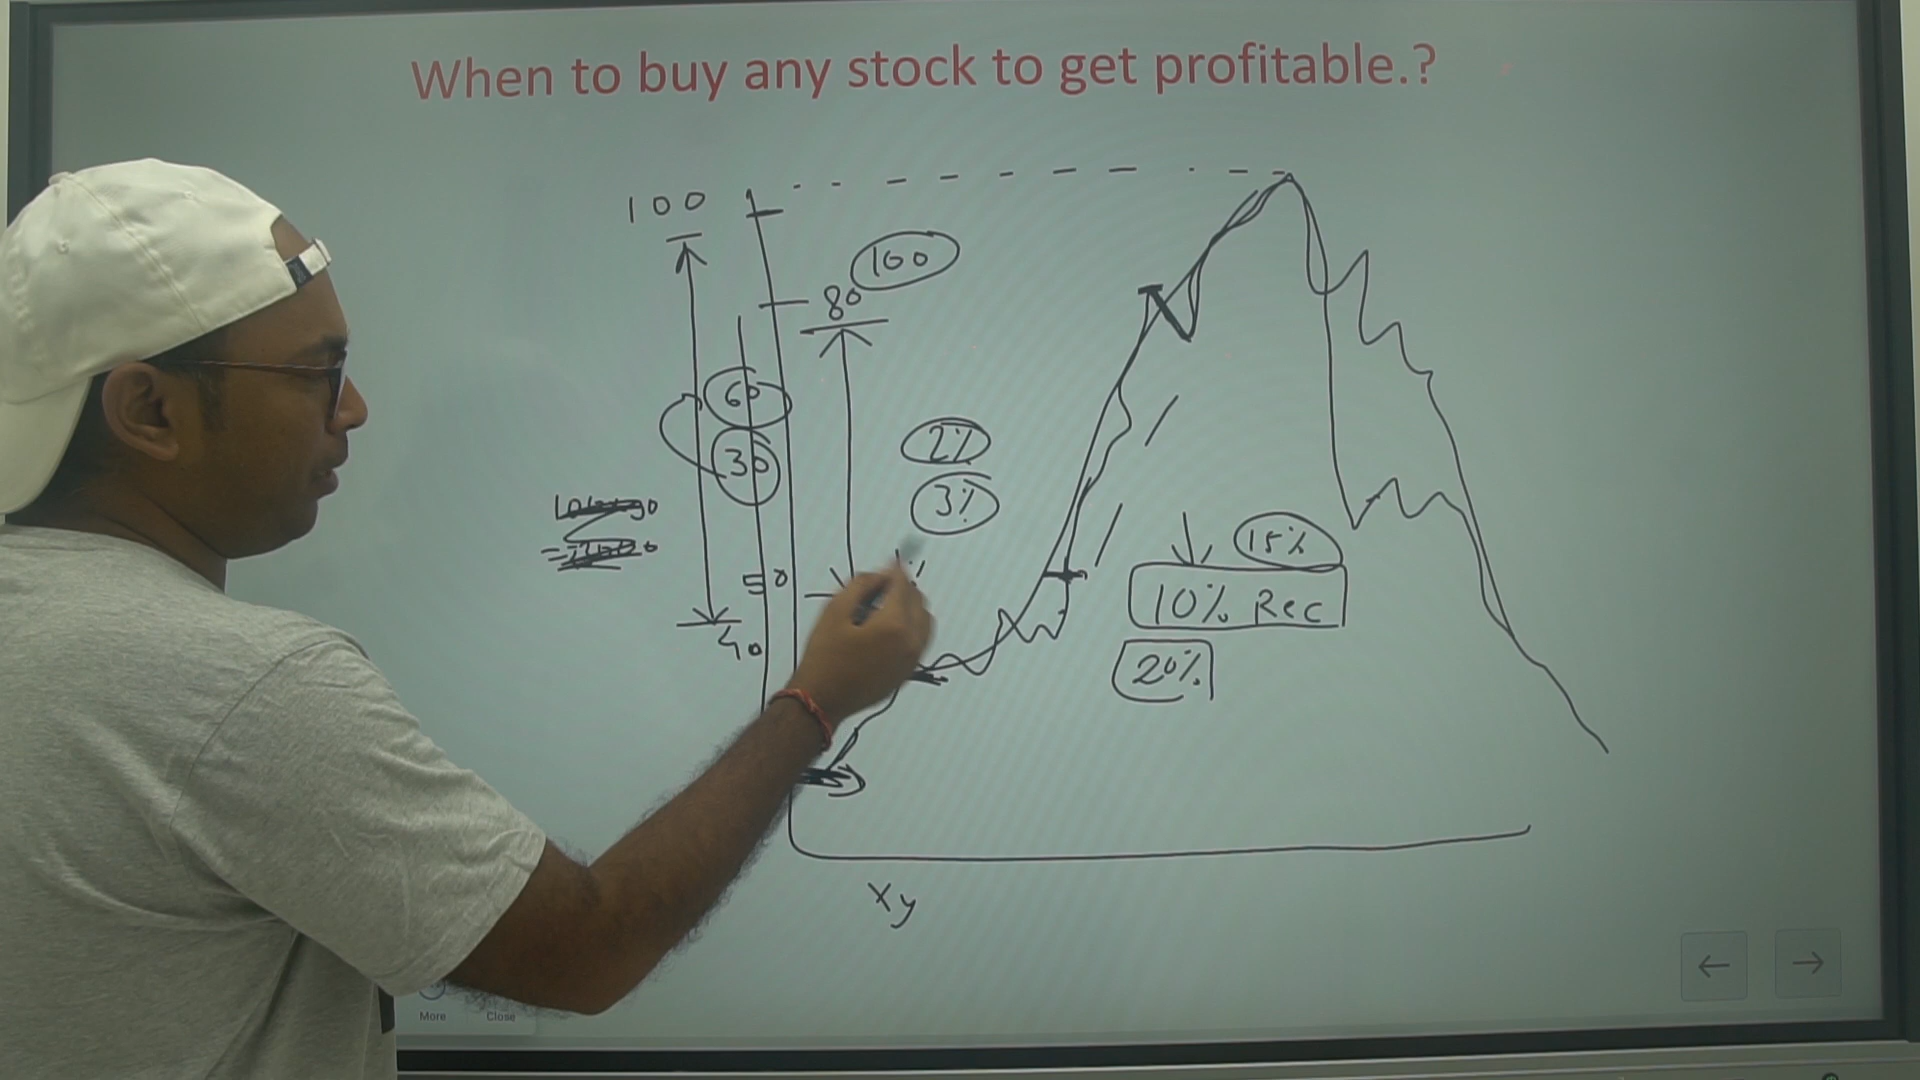 When to buy any stock to get profitable.?
100
100
80
60
2%
30
3%
50
15%
10% Rec
40
20%
xy
More Close